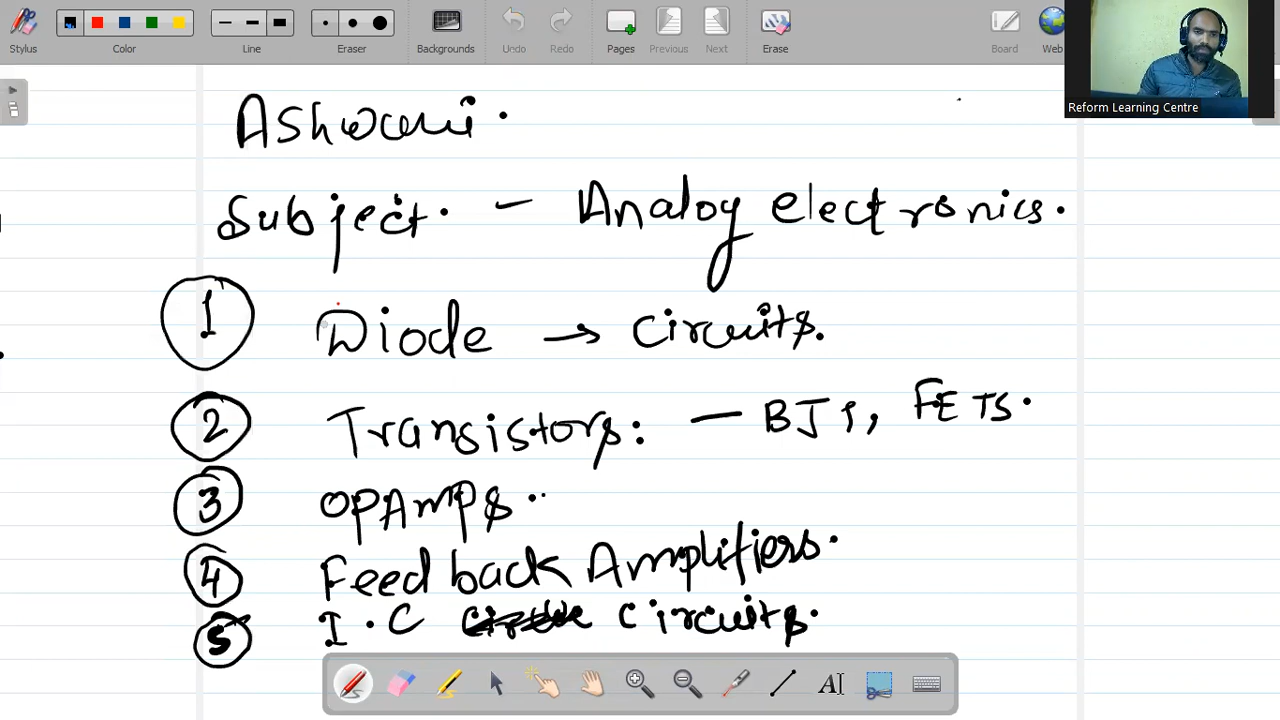 Stylus Color Line Eraser Backgrounds Undo Redo Pages Previous Next Erase Board Web
Reform Learning Centre
Ashwani.
Subject. - Analog electronics.
1 Diode → circuits.
2 Transistors: - BJT, FETS.
3 OPAmps..
4 Feedback Amplifiers.
5 I.C circuits.